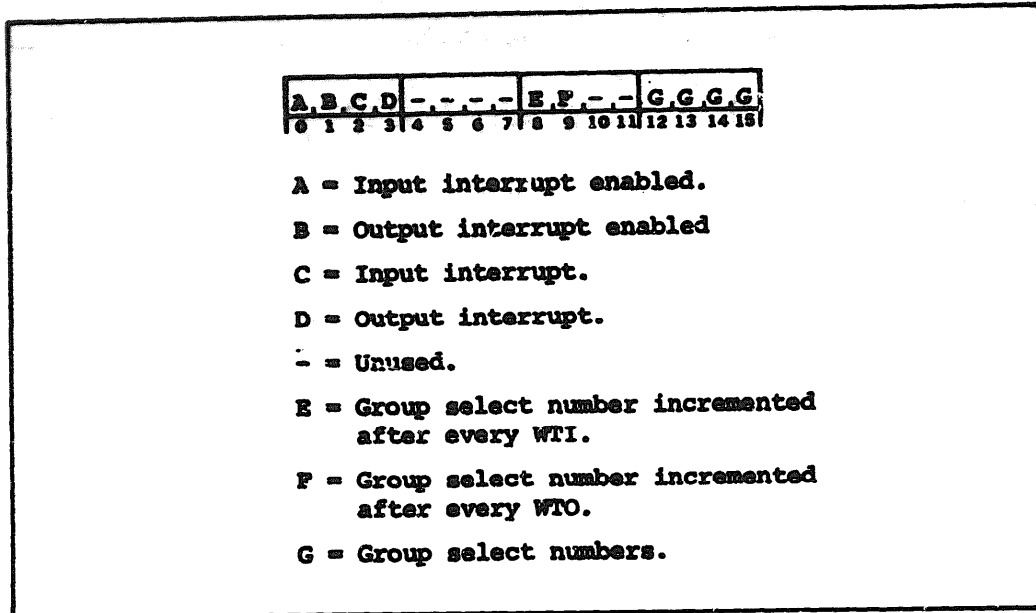 A,B,C,D -,-,-,- E,F,-,- G,G,G,G
0 1 2 3 4 5 6 7 8 9 10 11 12 13 14 15
A = Input interrupt enabled.
B = Output interrupt enabled
C = Input interrupt.
D = Output interrupt.
- = Unused.
E = Group select number incremented
after every WTI.
F = Group select number incremented
after every WTO.
G = Group select numbers.